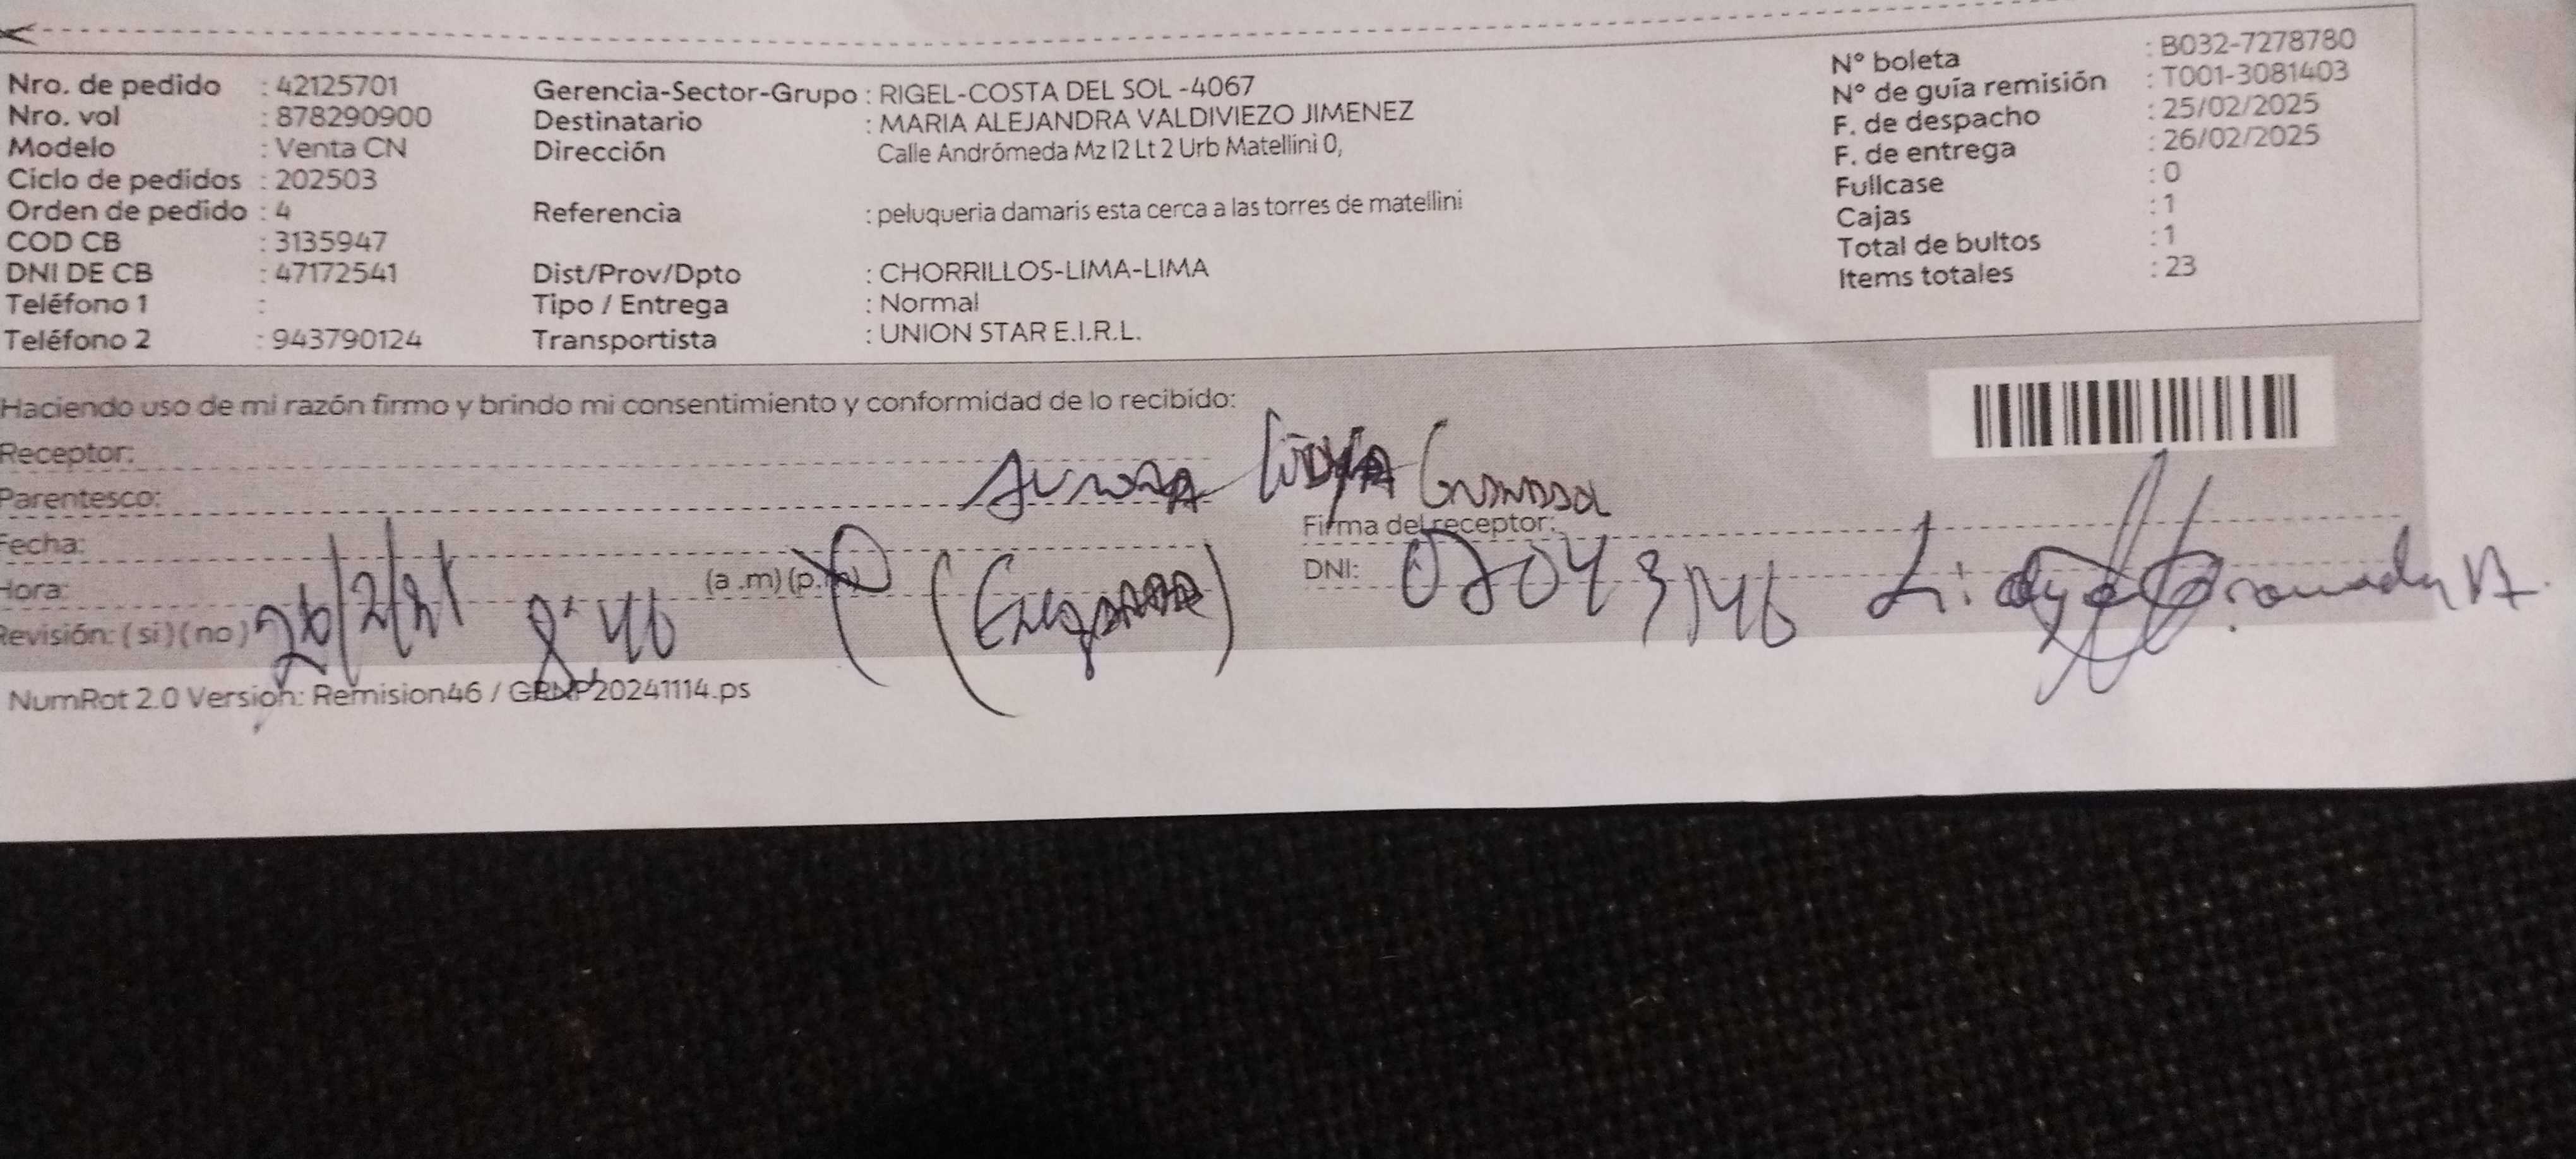 Nro. de pedido : 42125701
Nro. vol : 878290900
Modelo : Venta CN
Ciclo de pedidos : 202503
Orden de pedido : 4
COD CB : 3135947
DNI DE CB : 47172541
Teléfono 1 :
Teléfono 2 : 943790124
Gerencia-Sector-Grupo : RIGEL-COSTA DEL SOL -4067
Destinatario : MARIA ALEJANDRA VALDIVIEZO JIMENEZ
Dirección Calle Andrómeda Mz I2 Lt 2 Urb Matellini 0,
Referencia : peluqueria damaris esta cerca a las torres de matellini
Dist/Prov/Dpto : CHORRILLOS-LIMA-LIMA
Tipo / Entrega : Normal
Transportista : UNION STAR E.I.R.L.
N° boleta : B032-7278780
N° de guía remisión : T001-3081403
F. de despacho : 25/02/2025
F. de entrega : 26/02/2025
Fullcase : 0
Cajas : 1
Total de bultos : 1
Items totales : 23
Haciendo uso de mi razón firmo y brindo mi consentimiento y conformidad de lo recibido:
Receptor:
Parentesco:
Fecha:
Hora: (a .m) (p.m)
Revisión: (si) (no)
8:46
Firma del receptor:
DNI:
NumRot 2.0 Version: Remision46 / GRNP20241114.ps